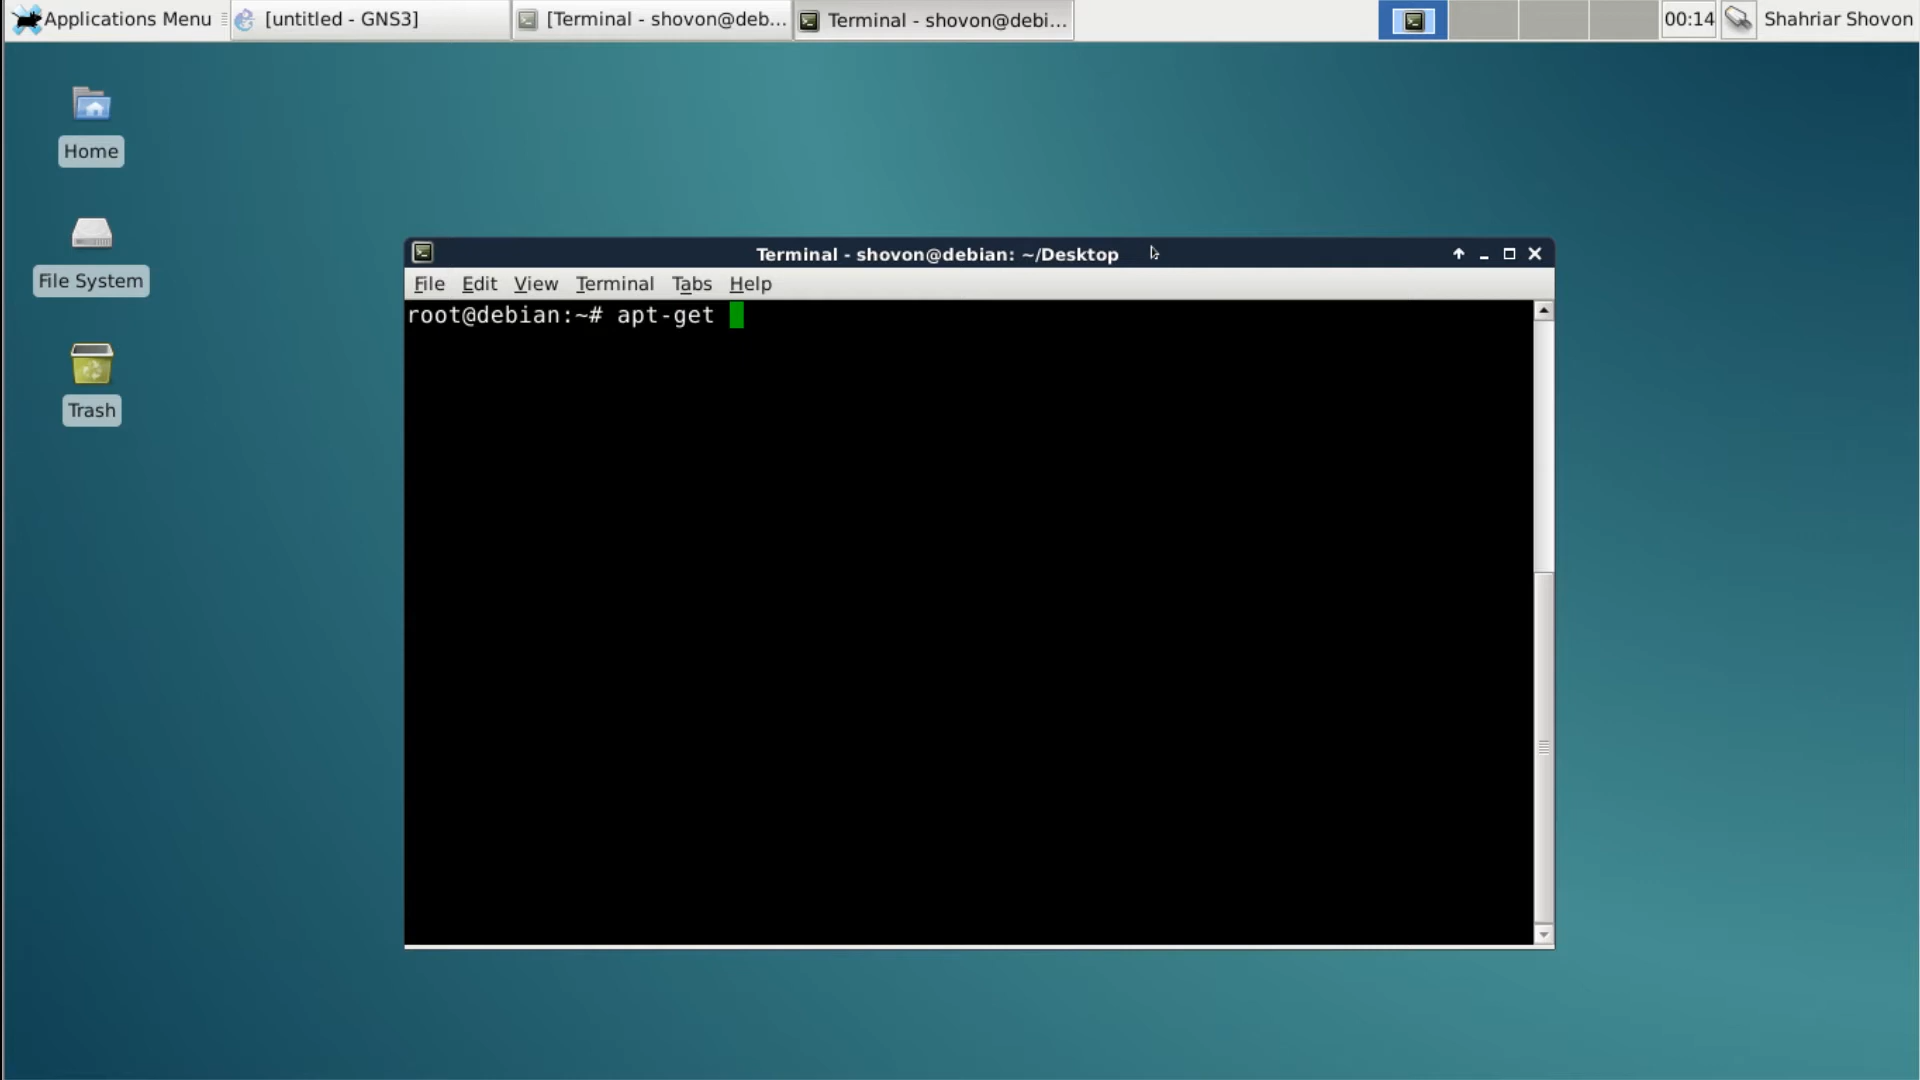 Applications Menu
[untitled - GNS3]
[Terminal - shovon@deb...
Terminal - shovon@debi...
00:14
Shahriar Shovon
Home
File System
Trash
Terminal - shovon@debian: ~/Desktop
File Edit View Terminal Tabs Help
root@debian:~# apt-get